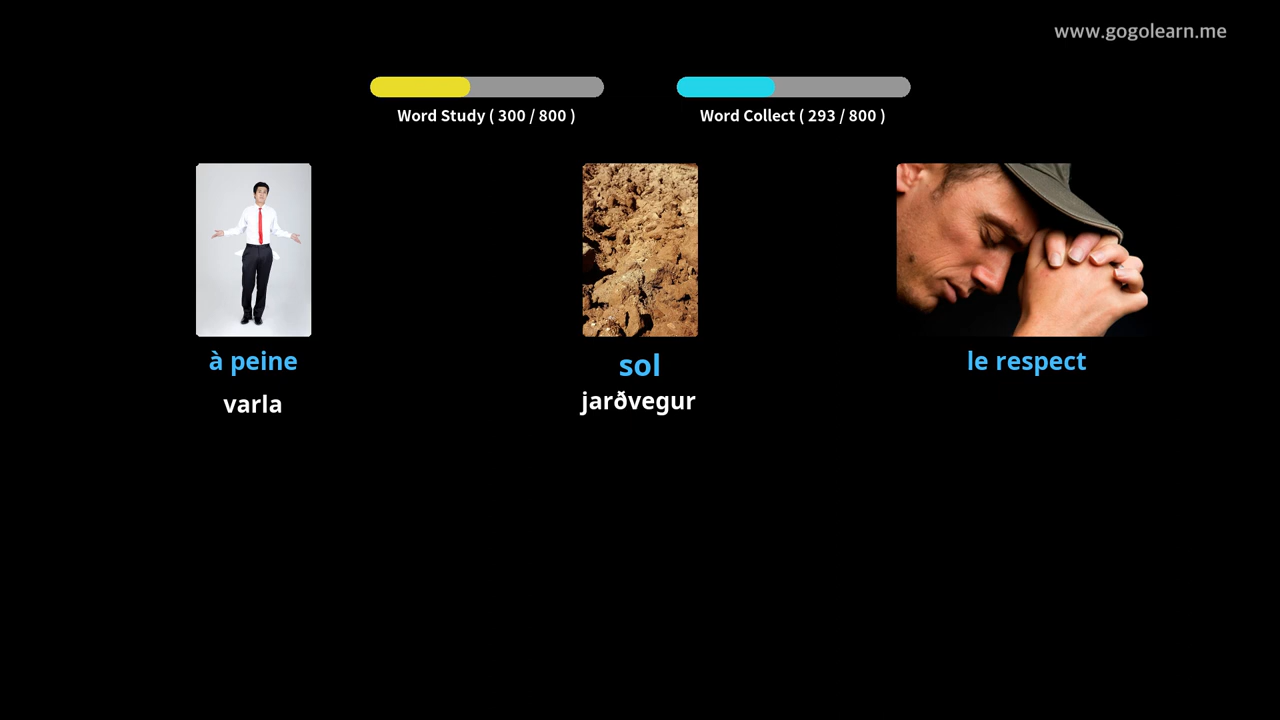 www.gogolearn.me
Word Study ( 300 / 800 )
Word Collect ( 293 / 800 )
à peine
varla
sol
jarðvegur
le respect